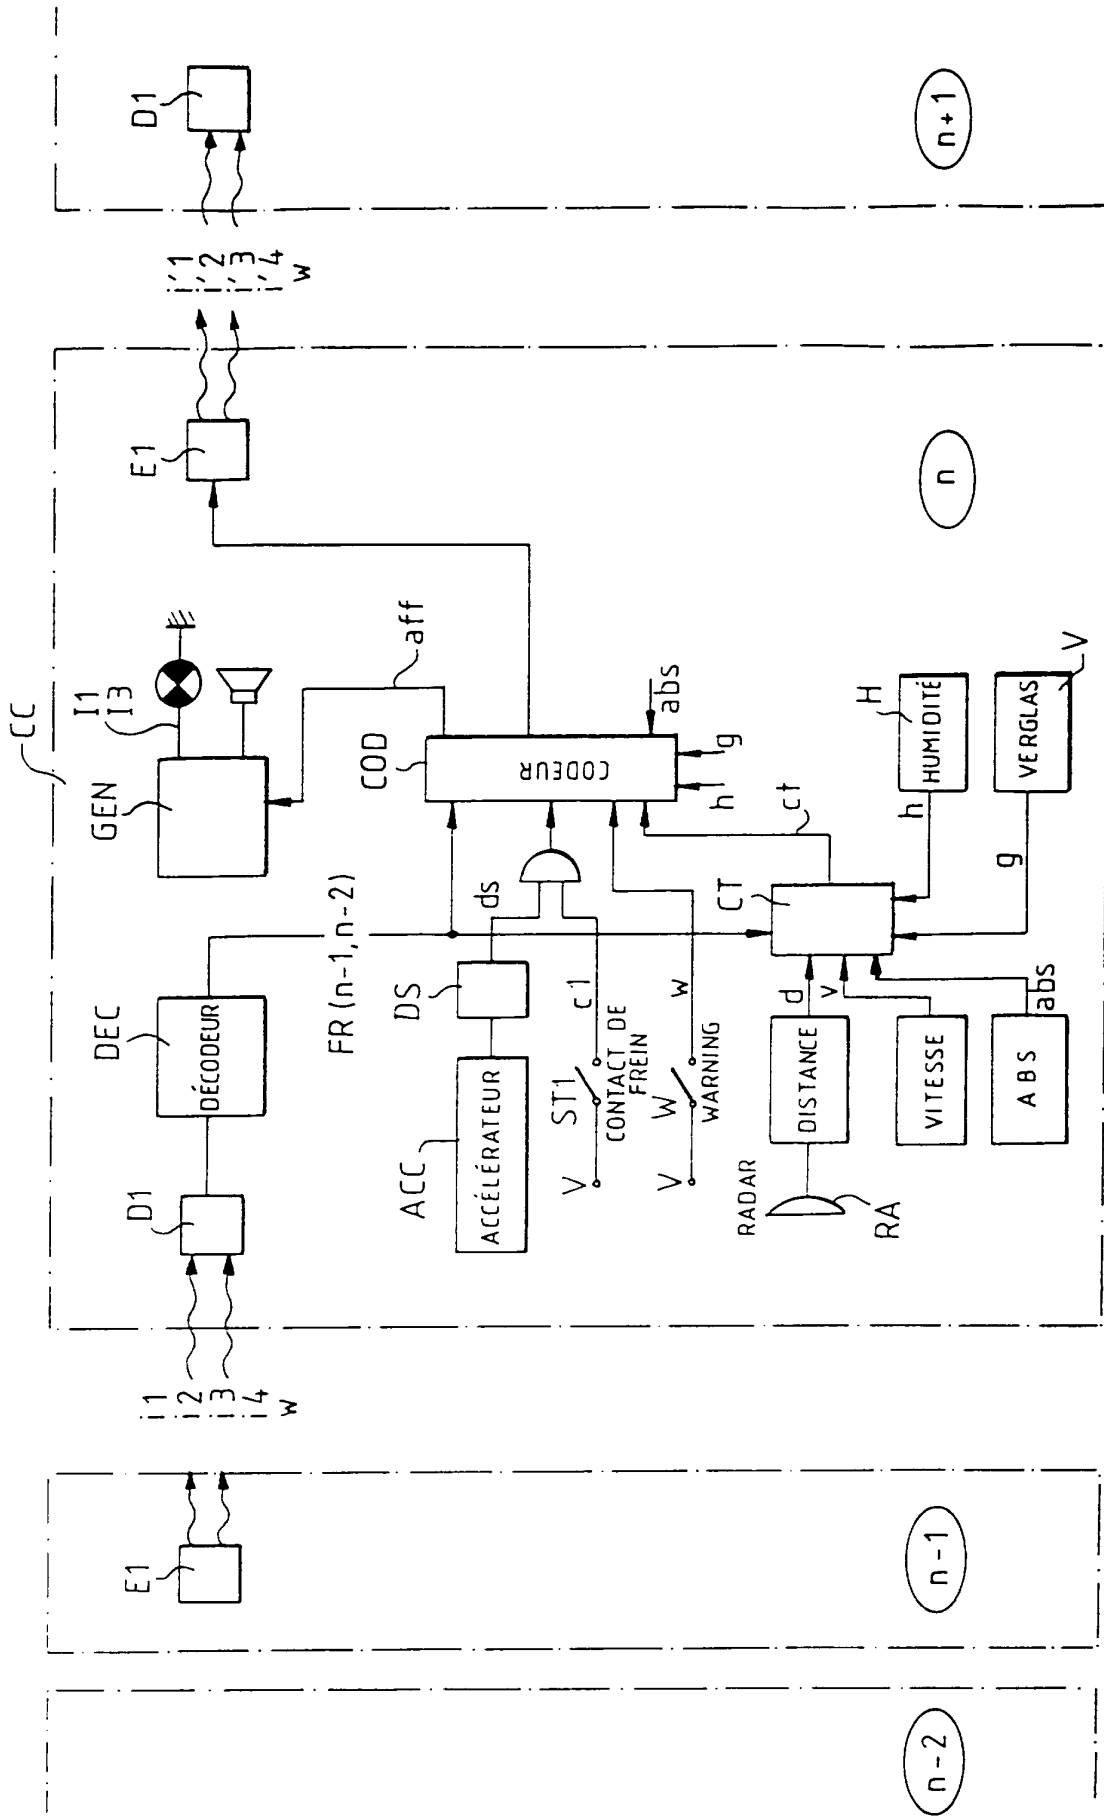 n-2
n-1
E1
i1
i2
i3
i4
w
CC
D1
DEC
DÉCODEUR
FR (n-1, n-2)
GEN
I1
I3
aff
ACC
ACCÉLÉRATEUR
DS
ds
ST1
V
c1
CONTACT DE
FREIN
W
V
w
WARNING
COD
CODEUR
h
g
abs
RADAR
RA
DISTANCE
d
VITESSE
v
ABS
abs
CT
ct
H
HUMIDITÉ
h
V
VERGLAS
g
n
E1
i'1
i'2
i'3
i'4
w
D1
n+1